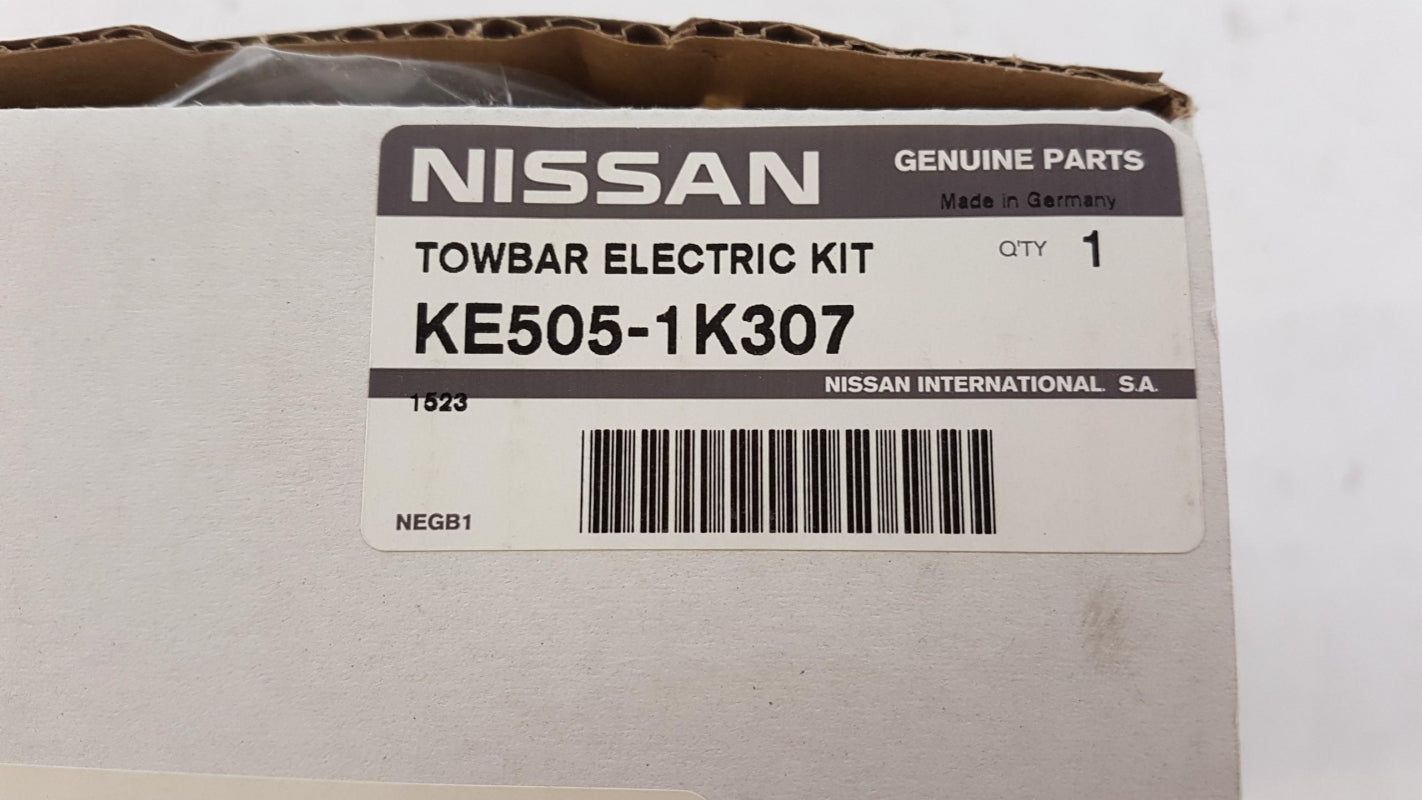 NISSAN GENUINE PARTS
Made in Germany
TOWBAR ELECTRIC KIT Q'TY 1
KE505-1K307
NISSAN INTERNATIONAL. S.A.
1523
NEGB1